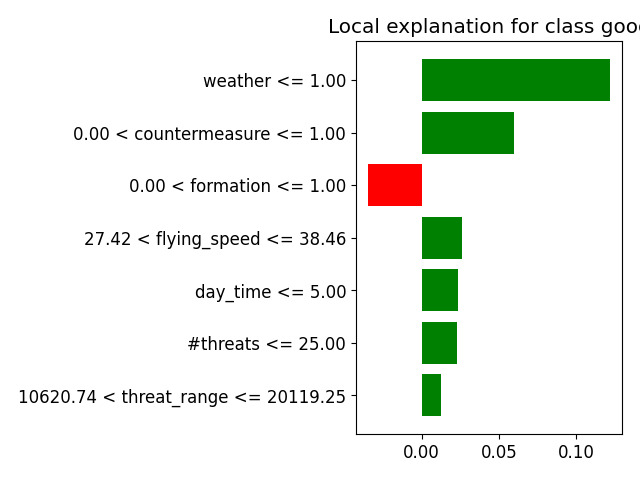 Local explanation for class good
weather <= 1.00
0.00 < countermeasure <= 1.00
0.00 < formation <= 1.00
27.42 < flying_speed <= 38.46
day_time <= 5.00
#threats <= 25.00
10620.74 < threat_range <= 20119.25
0.00 0.05 0.10